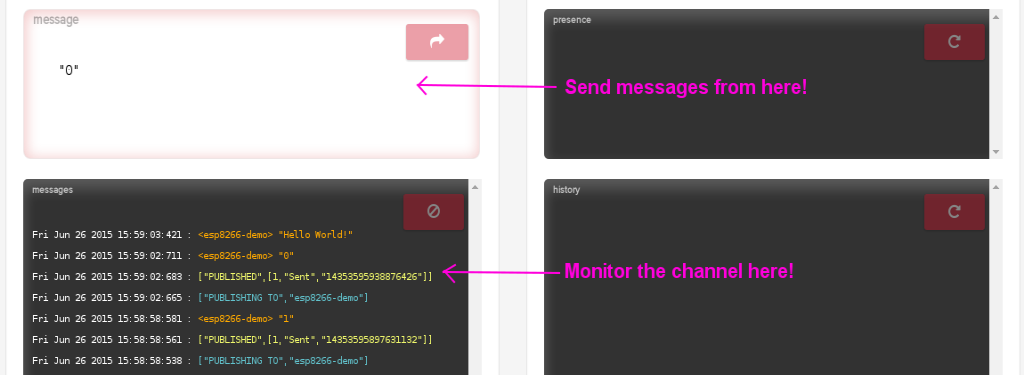 message
"0"
presence
Send messages from here!
messages
Fri Jun 26 2015 15:59:03:421 : <esp8266-demo> "Hello World!"
Fri Jun 26 2015 15:59:02:711 : <esp8266-demo> "0"
Fri Jun 26 2015 15:59:02:683 : ["PUBLISHED",[1,"Sent","14353595938876426"]]
Fri Jun 26 2015 15:59:02:665 : ["PUBLISHING TO","esp8266-demo"]
Fri Jun 26 2015 15:58:58:581 : <esp8266-demo> "1"
Fri Jun 26 2015 15:58:58:561 : ["PUBLISHED",[1,"Sent","14353595897631132"]]
Fri Jun 26 2015 15:58:58:538 : ["PUBLISHING TO","esp8266-demo"]
history
Monitor the channel here!